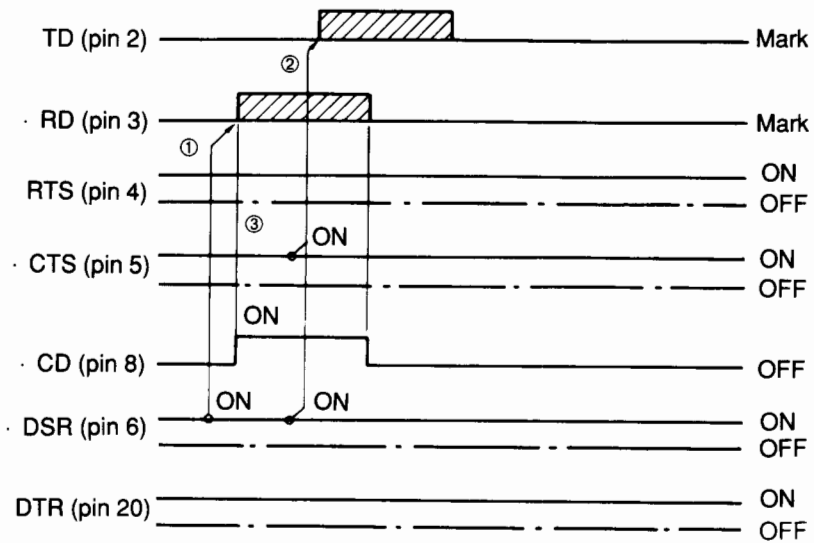 TD (pin 2) Mark
②
RD (pin 3) Mark
①
RTS (pin 4) ON
OFF
③
ON
CTS (pin 5) ON
OFF
ON
CD (pin 8) OFF
ON ON
DSR (pin 6) ON
OFF
DTR (pin 20) ON
OFF